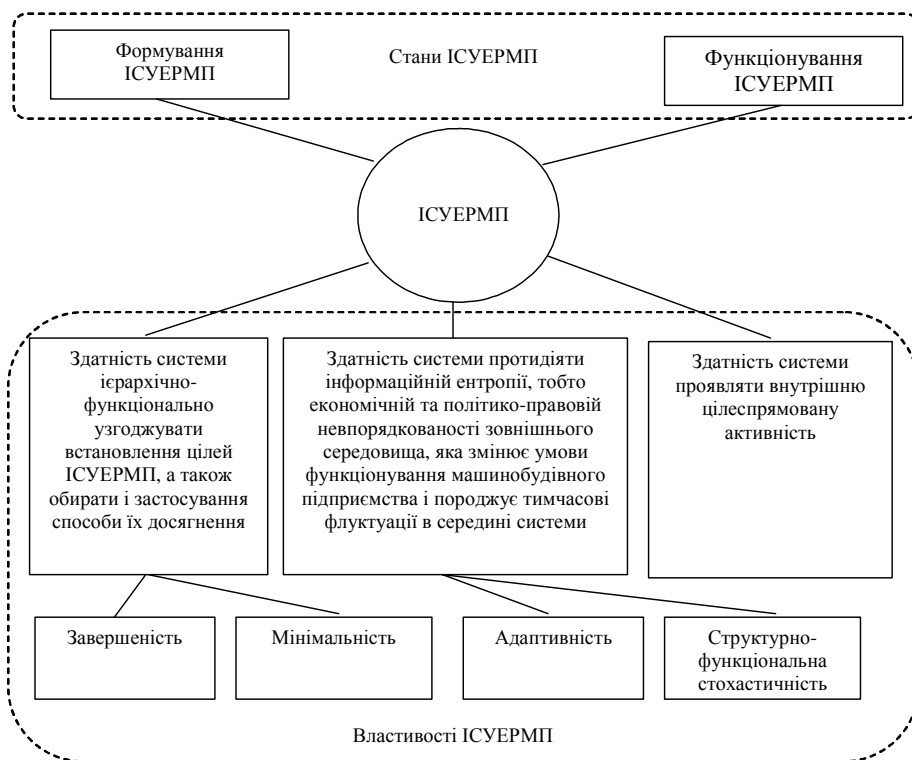 Формування
ІСУЕРМП
Стани ІСУЕРМП
Функціонування
ІСУЕРМП
ІСУЕРМП
Здатність системи
ієрархічно-
функціонально
узгоджувати
встановлення цілей
ІСУЕРМП, а також
обирати і застосування
способи їх досягнення
Здатність системи протидіяти
інформаційній ентропії, тобто
економічній та політико-правовій
невпорядкованості зовнішнього
середовища, яка змінює умови
функціонування машинобудівного
підприємства і породжує тимчасові
флуктуації в середині системи
Здатність системи
проявляти внутрішню
цілеспрямовану
активність
Завершеність
Мінімальність
Адаптивність
Структурно-
функціональна
стохастичність
Властивості ІСУЕРМП